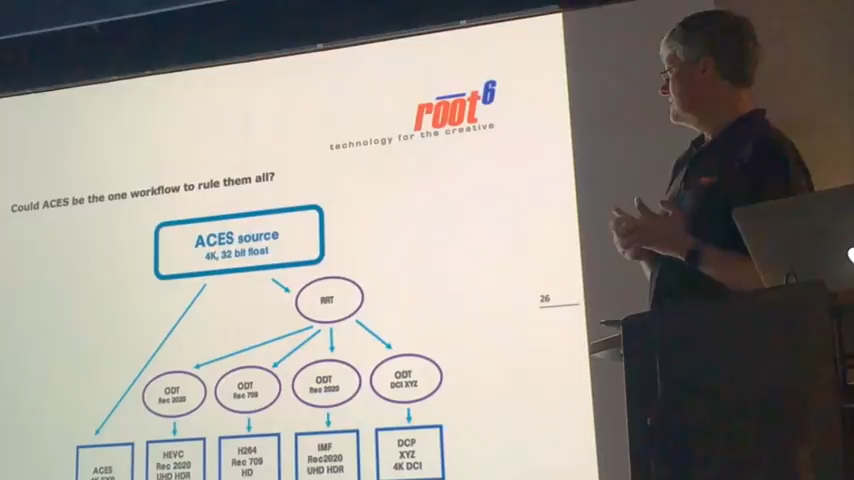 root6
technology for the creative
Could ACES be the one workflow to rule them all?
ACES source
4K, 32 bit float
RRT
26
ODT
Rec 2020
ODT
Rec 709
ODT
Rec 2020
ODT
DCI XYZ
ACES
HEVC
Rec 2020
UHD HDR
H264
Rec 709
HD
IMF
Rec2020
UHD HDR
DCP
XYZ
4K DCI